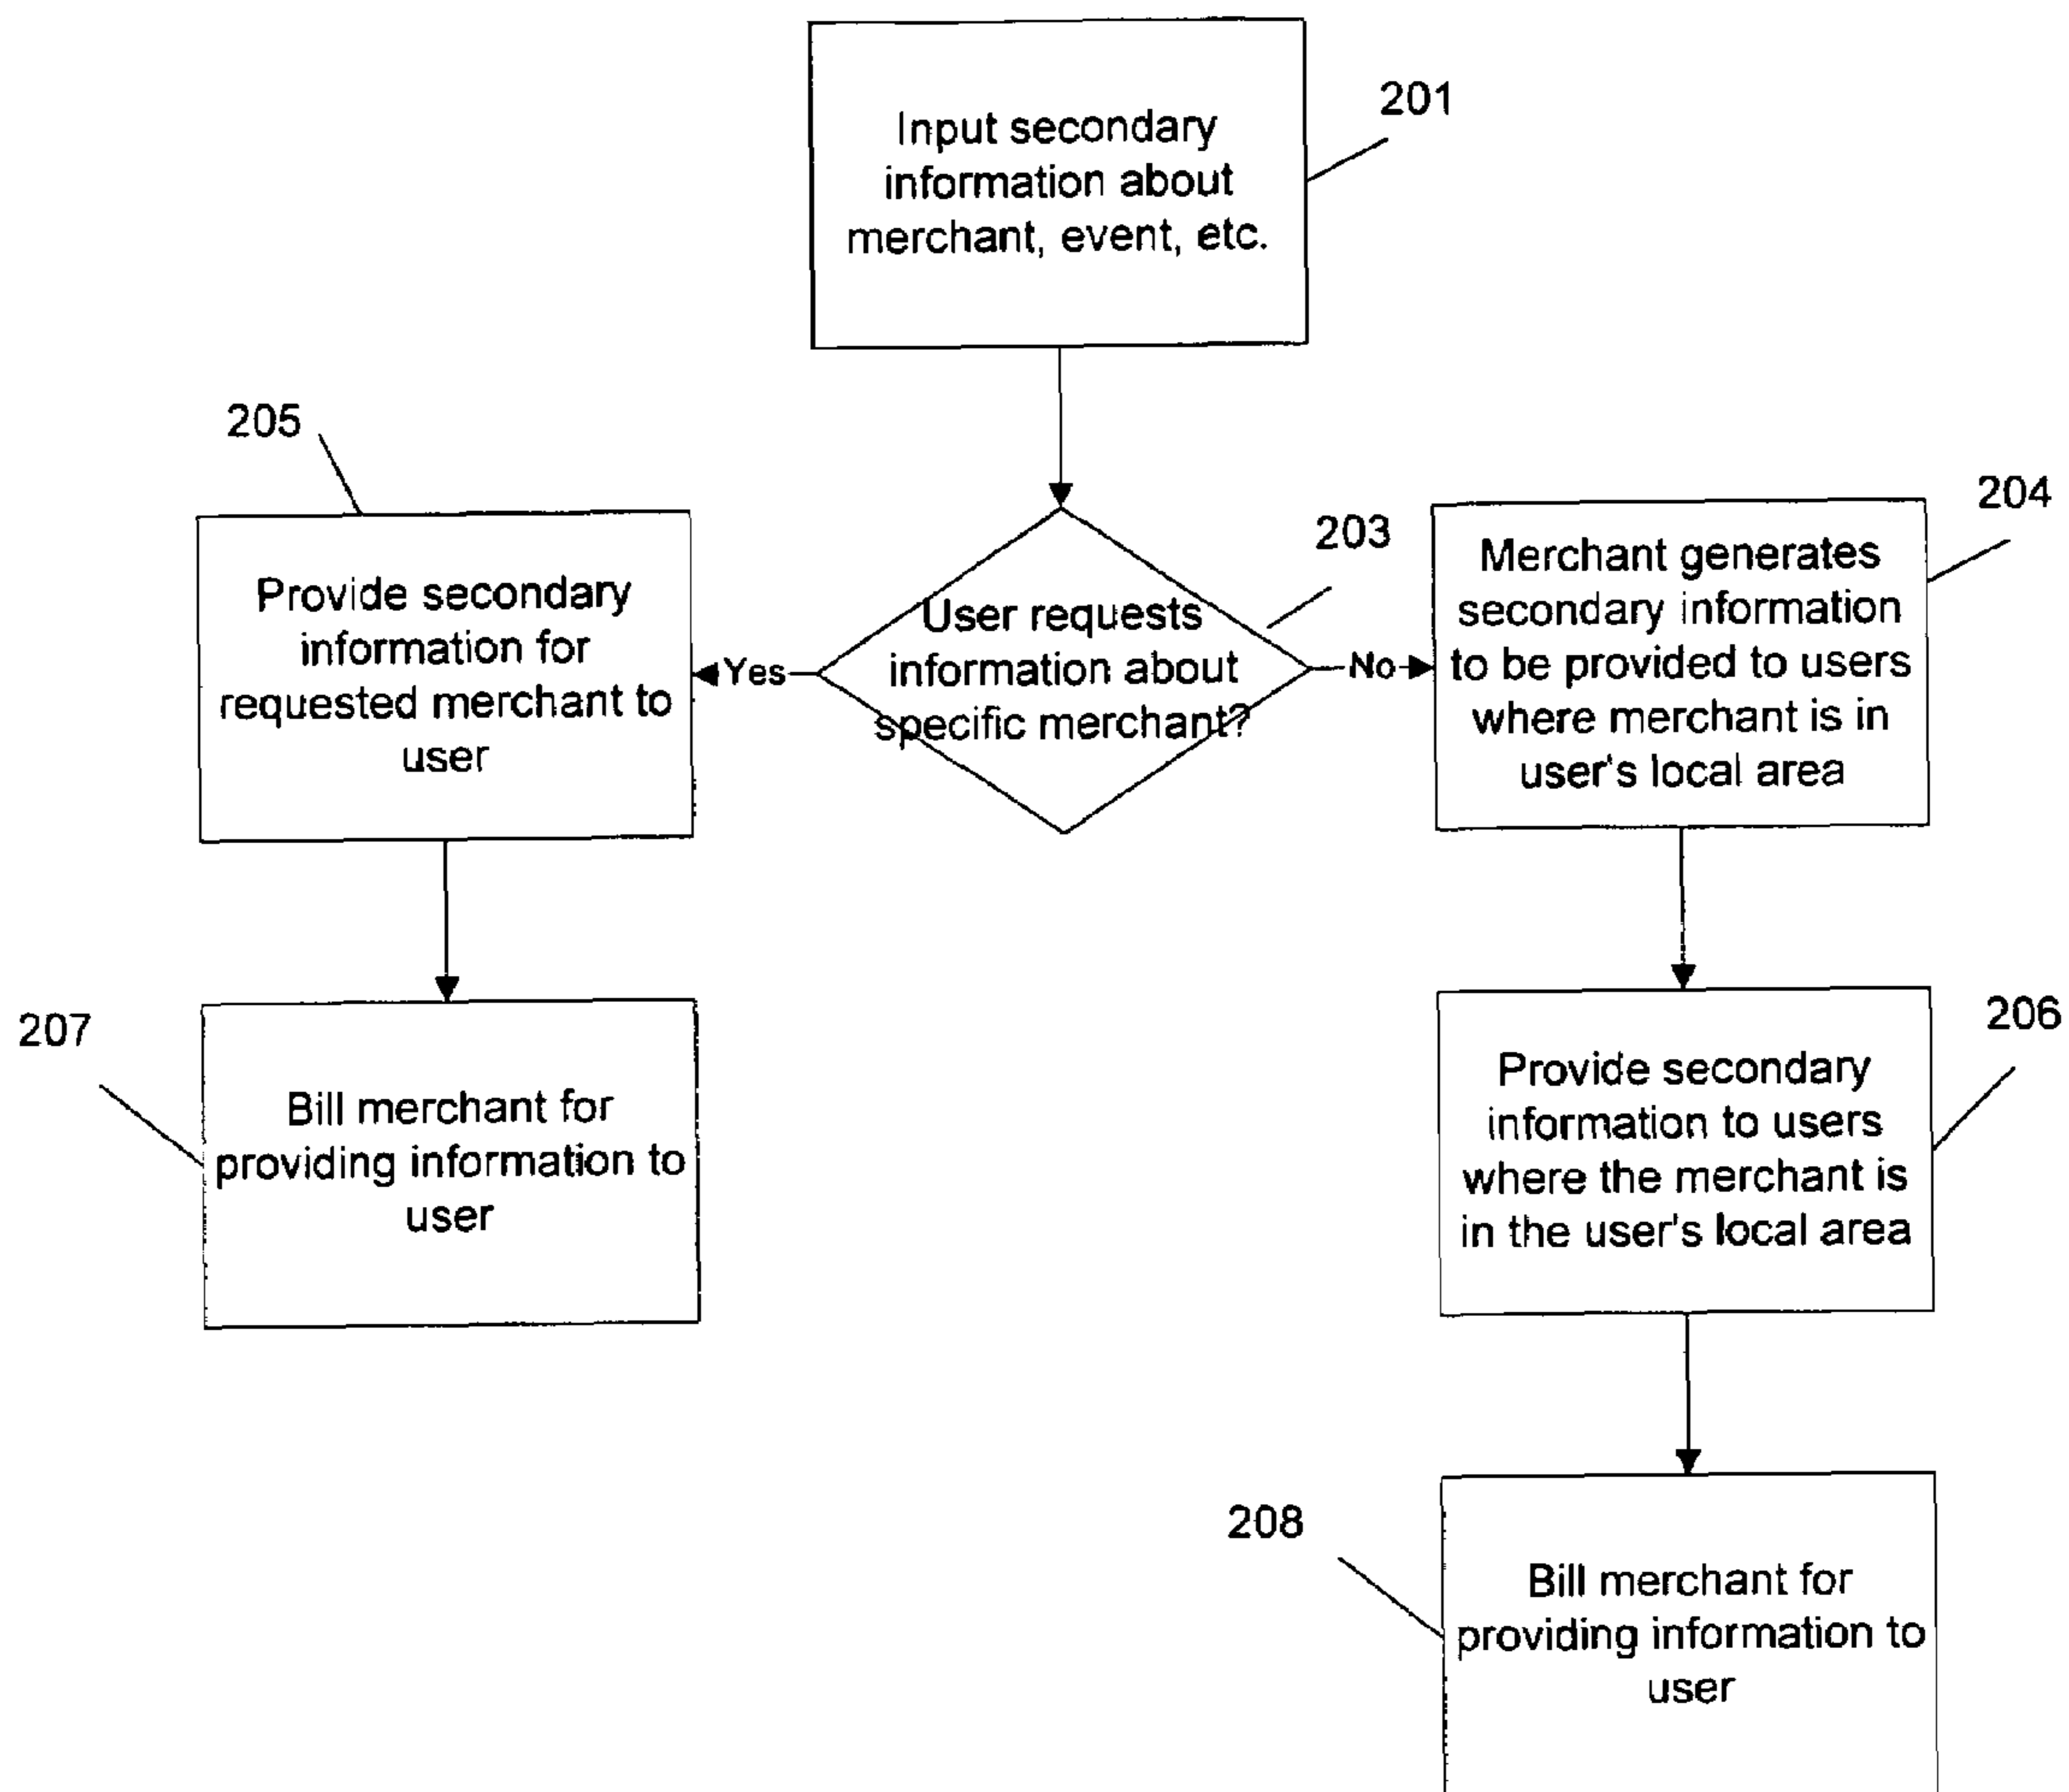 201
Input secondary
information about
merchant, event, etc.
205
Provide secondary
information for
requested merchant to
user
Yes
203
User requests
information about
specific merchant?
No
204
Merchant generates
secondary information
to be provided to users
where merchant is in
user's local area
207
Bill merchant for
providing information to
user
206
Provide secondary
information to users
where the merchant is
in the user's local area
208
Bill merchant for
providing information to
user